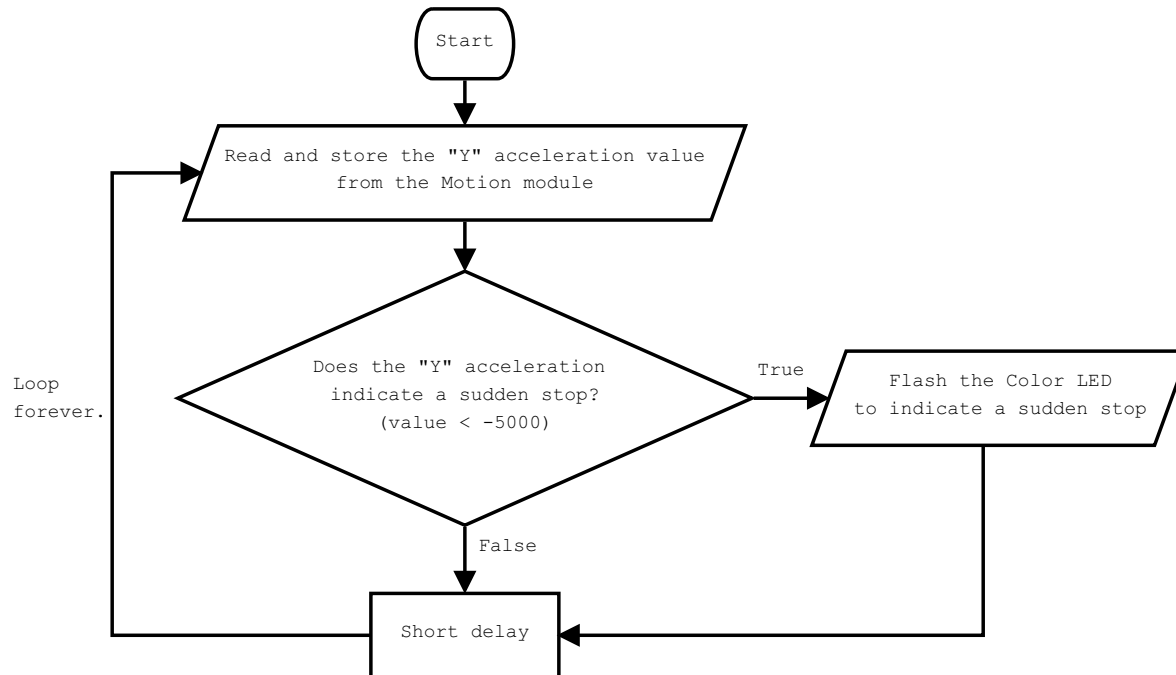 Start
Read and store the "Y" acceleration value
from the Motion module
Does the "Y" acceleration
indicate a sudden stop?
(value < -5000)
True
Flash the Color LED
to indicate a sudden stop
Loop
forever.
False
Short delay